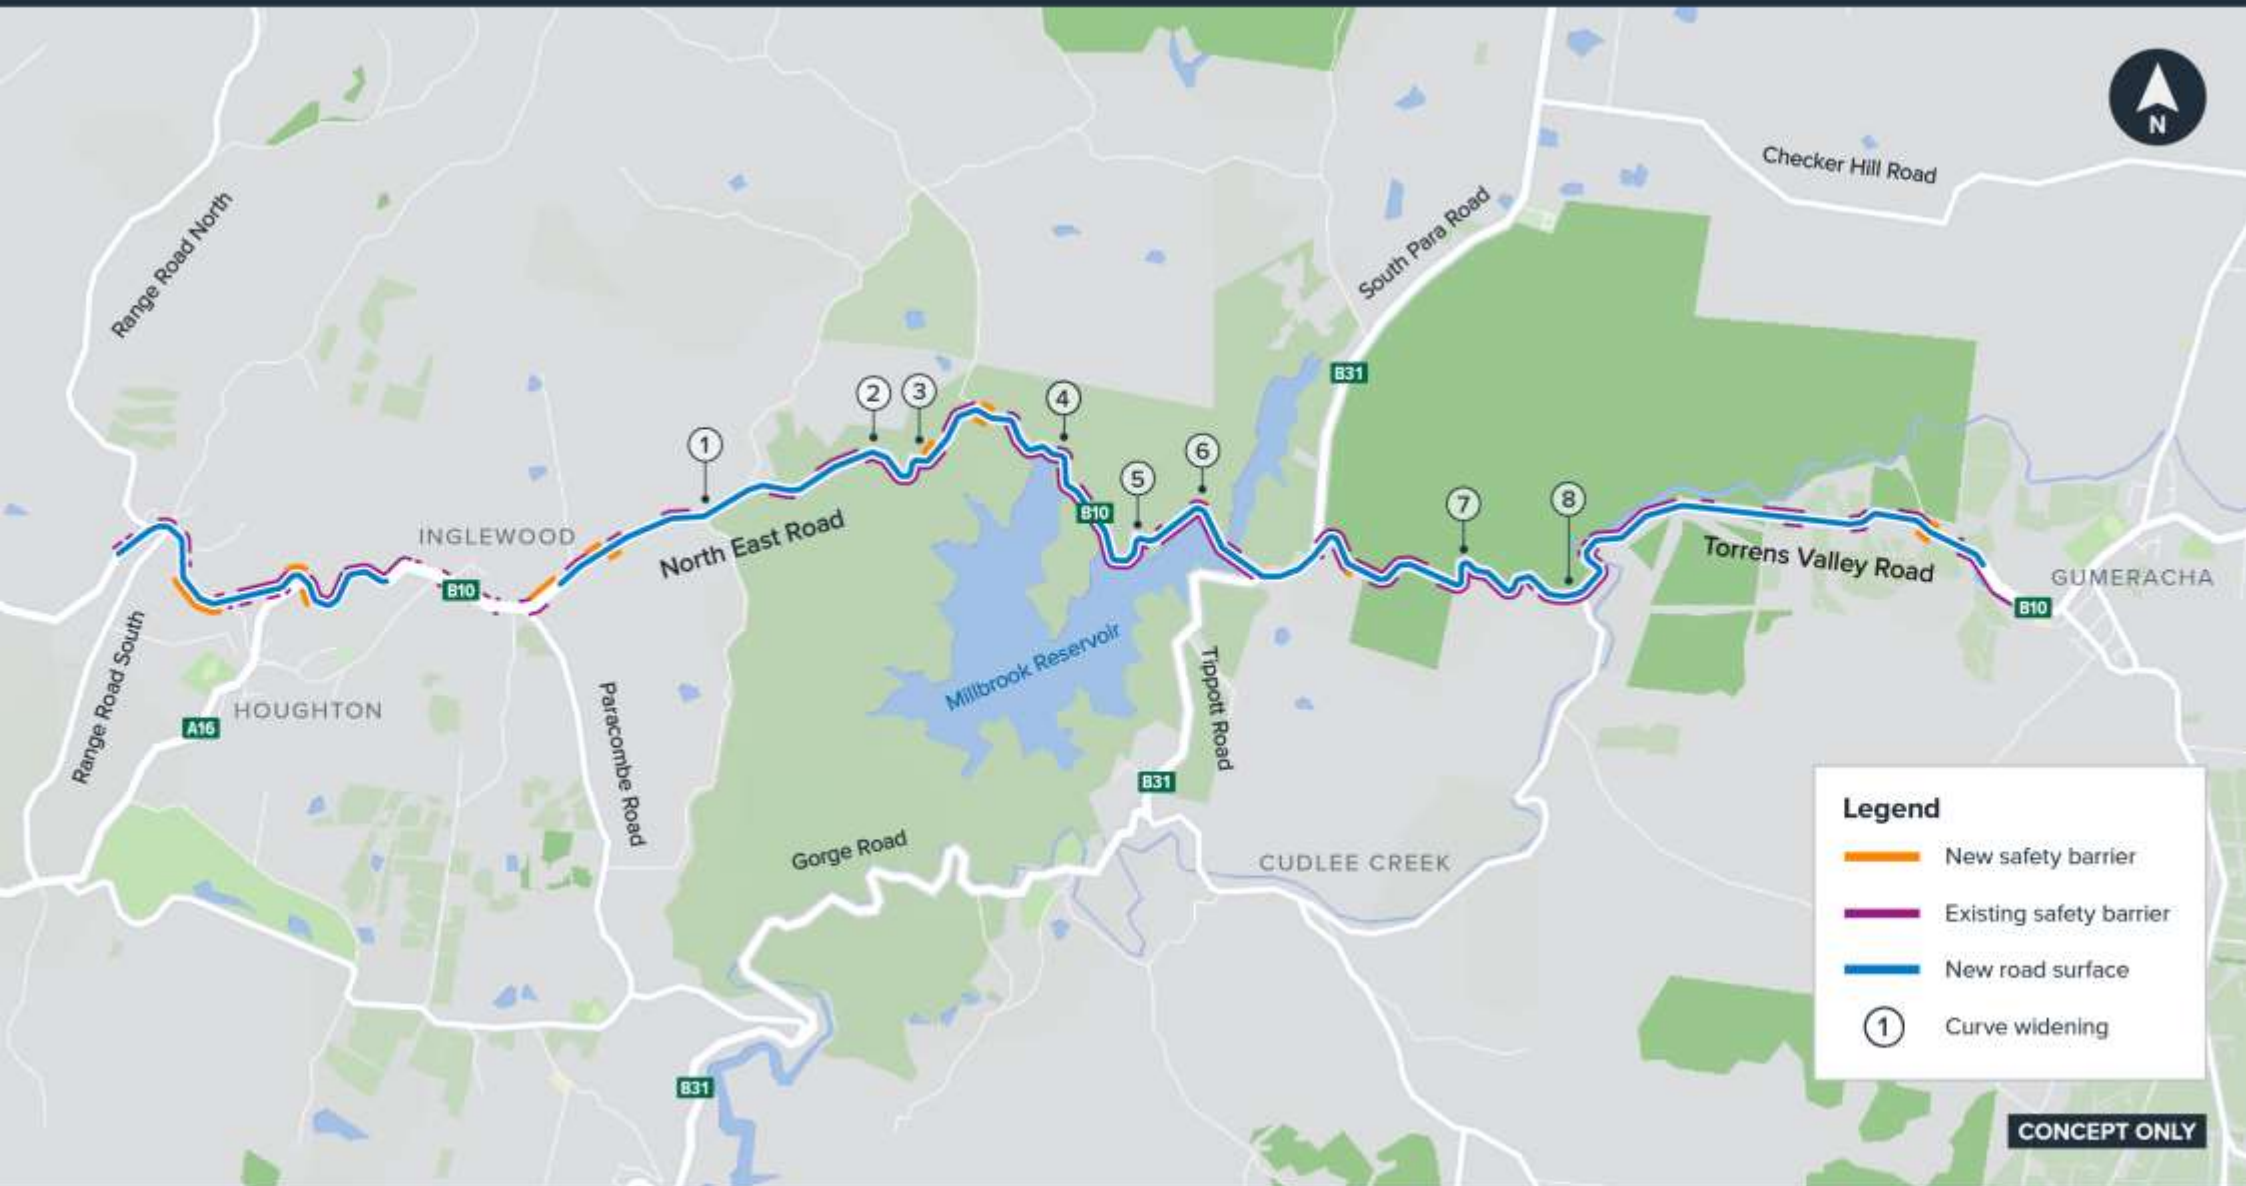 N
Checker Hill Road
Range Road North
South Para Road
B31
2
3
4
1
6
5
7
8
B10
INGLEWOOD
North East Road
Torrens Valley Road
GUMERACHA
B10
B10
Range Road South
HOUGHTON
A16
Paracombe Road
Millbrook Reservoir
Tippott Road
B31
Gorge Road
CUDLEE CREEK
B31
Legend
New safety barrier
Existing safety barrier
New road surface
1 Curve widening
CONCEPT ONLY